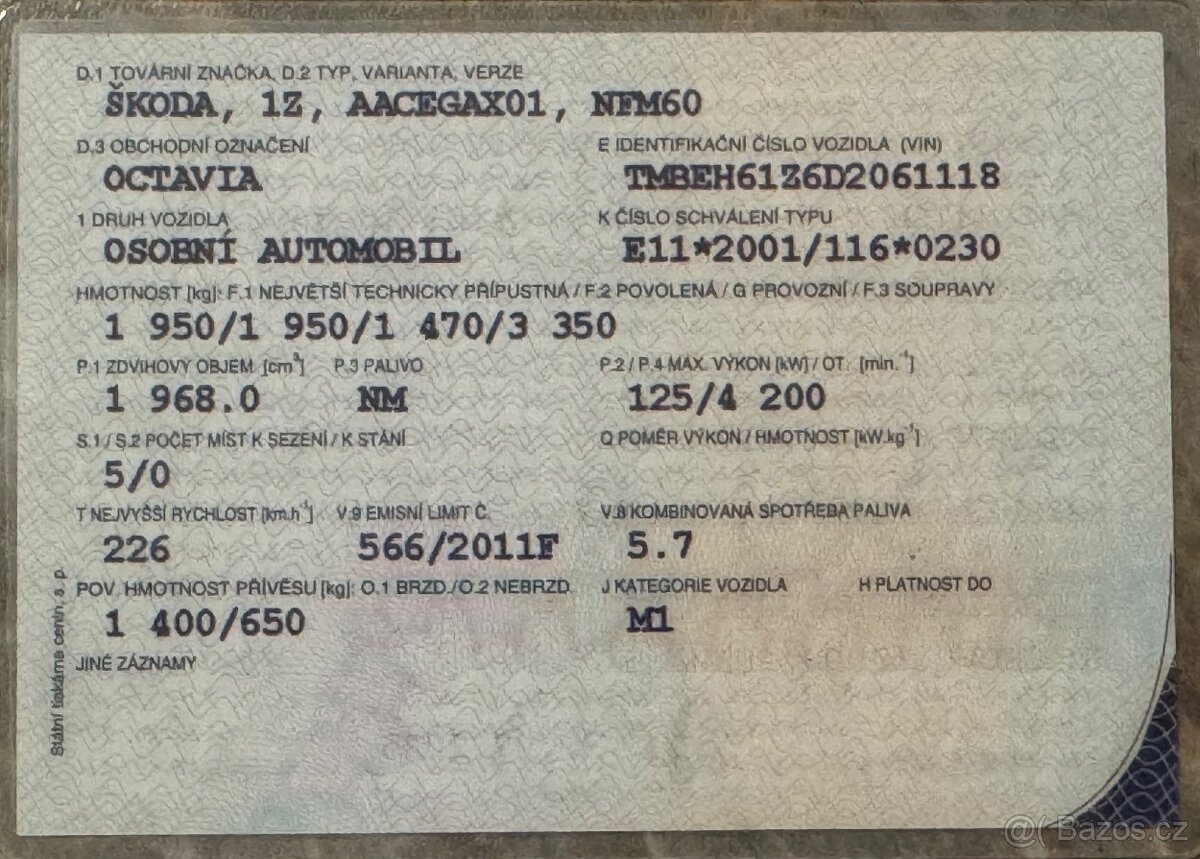 D.1 TOVÁRNÍ ZNAČKA, D.2 TYP, VARIANTA, VERZE
ŠKODA, 1Z, AACEGAX01, NFM60
D.3 OBCHODNÍ OZNAČENÍ E IDENTIFIKAČNÍ ČÍSLO VOZIDLA (VIN)
OCTAVIA TMBEH61Z6D2061118
1 DRUH VOZIDLA K ČÍSLO SCHVÁLENÍ TYPU
OSOBNÍ AUTOMOBIL E11*2001/116*0230
HMOTNOST [kg]: F.1 NEJVĚTŠÍ TECHNICKY PŘÍPUSTNÁ / F.2 POVOLENÁ / G PROVOZNÍ / F.3 SOUPRAVY
1 950/1 950/1 470/3 350
P.1 ZDVIHOVÝ OBJEM [cm³] P.3 PALIVO P.2 / P.4 MAX. VÝKON [kW] / OT. [min.⁻¹]
1 968.0 NM 125/4 200
S.1 / S.2 POČET MÍST K SEZENÍ / K STÁNÍ Q POMĚR VÝKON / HMOTNOST [kW.kg⁻¹]
5/0
T NEJVYŠŠÍ RYCHLOST [km.h⁻¹] V.9 EMISNÍ LIMIT Č. V.8 KOMBINOVANÁ SPOTŘEBA PALIVA
226 566/2011F 5.7
POV. HMOTNOST PŘÍVĚSU [kg]: O.1 BRZD./O.2 NEBRZD. J KATEGORIE VOZIDLA H PLATNOST DO
1 400/650 M1
JINÉ ZÁZNAMY
Státní tiskárna cenin, s. p.
@( Bazos.cz